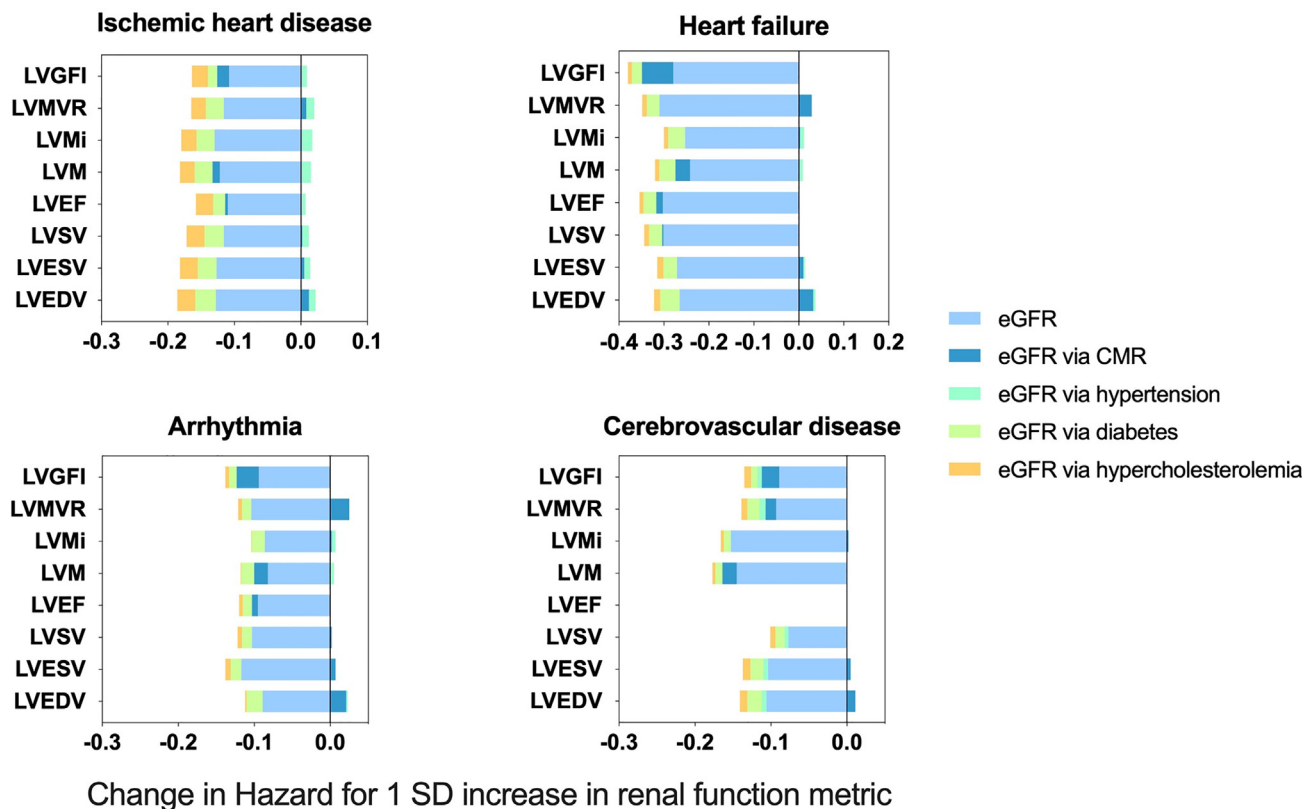 Ischemic heart disease
LVGFI
LVMVR
LVMi
LVM
LVEF
LVSV
LVESV
LVEDV
-0.3 -0.2 -0.1 0.0 0.1
Heart failure
LVGFI
LVMVR
LVMi
LVM
LVEF
LVSV
LVESV
LVEDV
-0.4 -0.3 -0.2 -0.1 0.0 0.1 0.2
eGFR
eGFR via CMR
eGFR via hypertension
eGFR via diabetes
eGFR via hypercholesterolemia
Arrhythmia
LVGFI
LVMVR
LVMi
LVM
LVEF
LVSV
LVESV
LVEDV
-0.3 -0.2 -0.1 0.0
Cerebrovascular disease
LVGFI
LVMVR
LVMi
LVM
LVEF
LVSV
LVESV
LVEDV
-0.3 -0.2 -0.1 0.0
Change in Hazard for 1 SD increase in renal function metric